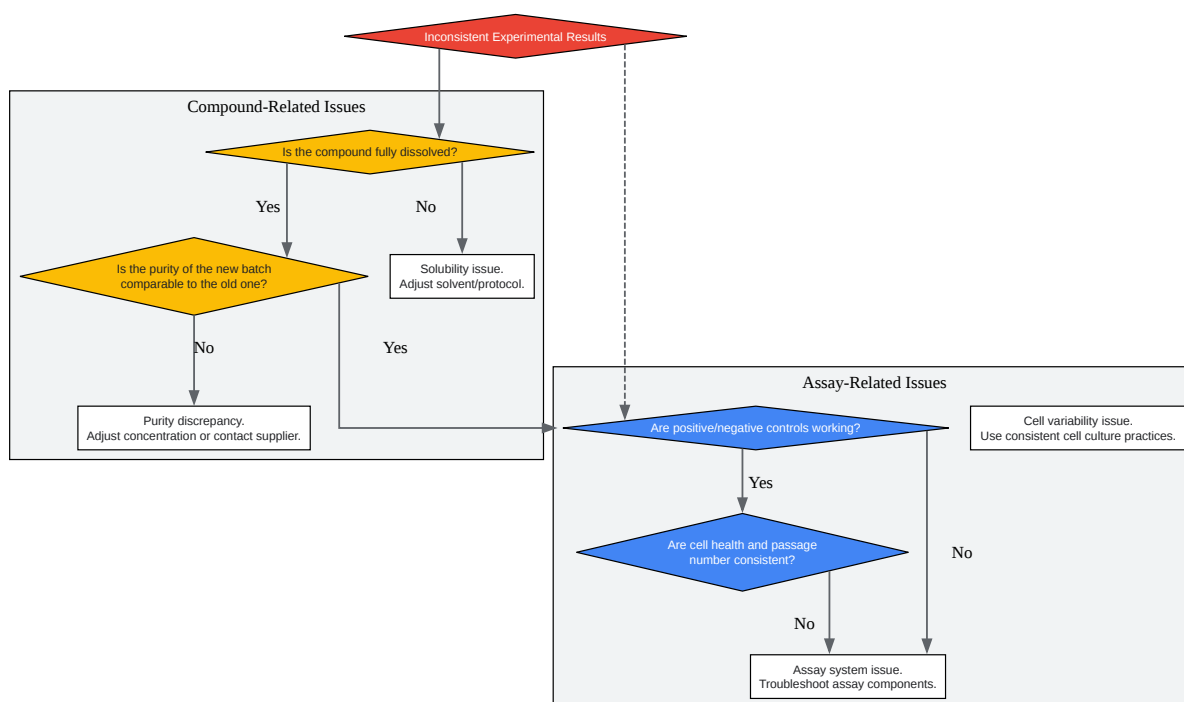 Inconsistent Experimental Results
Compound-Related Issues
Is the compound fully dissolved?
Yes
No
Is the purity of the new batch
comparable to the old one?
Solubility issue.
Adjust solvent/protocol.
No
Yes
Purity discrepancy.
Adjust concentration or contact supplier.
Assay-Related Issues
Are positive/negative controls working?
Cell variability issue.
Use consistent cell culture practices.
Yes
Are cell health and passage
number consistent?
No
No
Assay system issue.
Troubleshoot assay components.